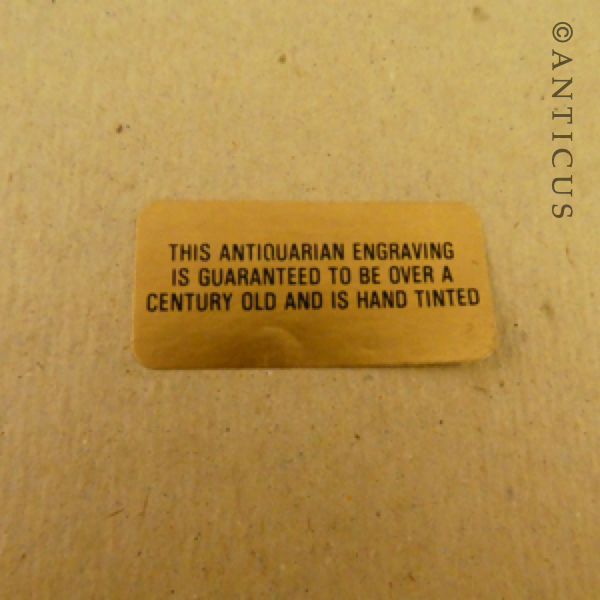 THIS ANTIQUARIAN ENGRAVING
IS GUARANTEED TO BE OVER A
CENTURY OLD AND IS HAND TINTED
©ANTICUS